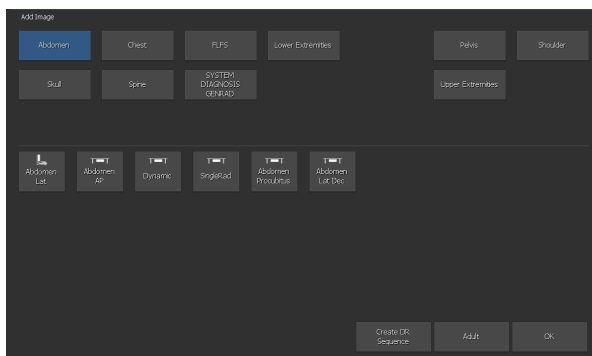 Add Image
Abdomen
Chest
FLFS
Lower Extremities
Pelvis
Shoulder
Skull
Spine
SYSTEM
DIAGNOSIS
GENRAD
Upper Extremities
Abdomen
Lat
Abdomen
AP
Dynamic
SingleRad
Abdomen
Procubitus
Abdomen
Lat Dec
Create DR
Sequence
Adult
OK